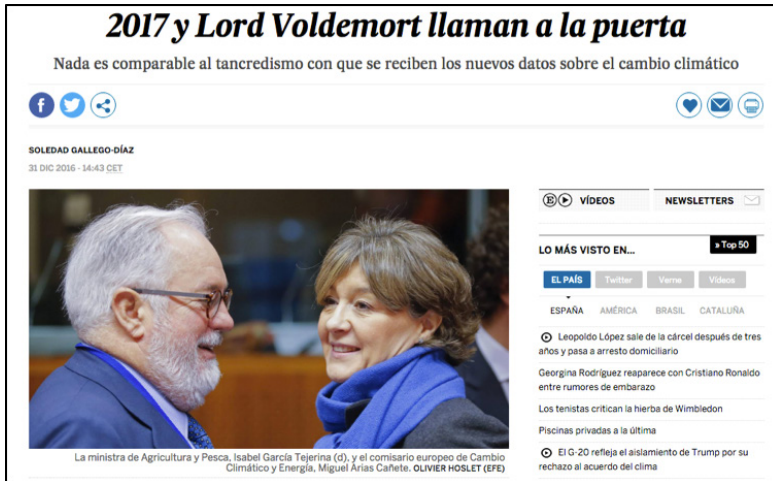 2017 y Lord Voldemort llaman a la puerta
Nada es comparable al tancredismo con que se reciben los nuevos datos sobre el cambio climático
SOLEDAD GALLEGO-DÍAZ
31 DIC 2016 - 14:43 CET
La ministra de Agricultura y Pesca, Isabel García Tejerina (d), y el comisario europeo de Cambio
Climático y Energía, Miguel Arias Cañete. OLIVIER HOSLET (EFE)
VÍDEOS
NEWSLETTERS
LO MÁS VISTO EN...
» Top 50
EL PAÍS Twitter Verne Vídeos
ESPAÑA AMÉRICA BRASIL CATALUÑA
Leopoldo López sale de la cárcel después de tres
años y pasa a arresto domiciliario
Georgina Rodríguez reaparece con Cristiano Ronaldo
entre rumores de embarazo
Los tenistas critican la hierba de Wimbledon
Piscinas privadas a la última
El G-20 refleja el aislamiento de Trump por su
rechazo al acuerdo del clima